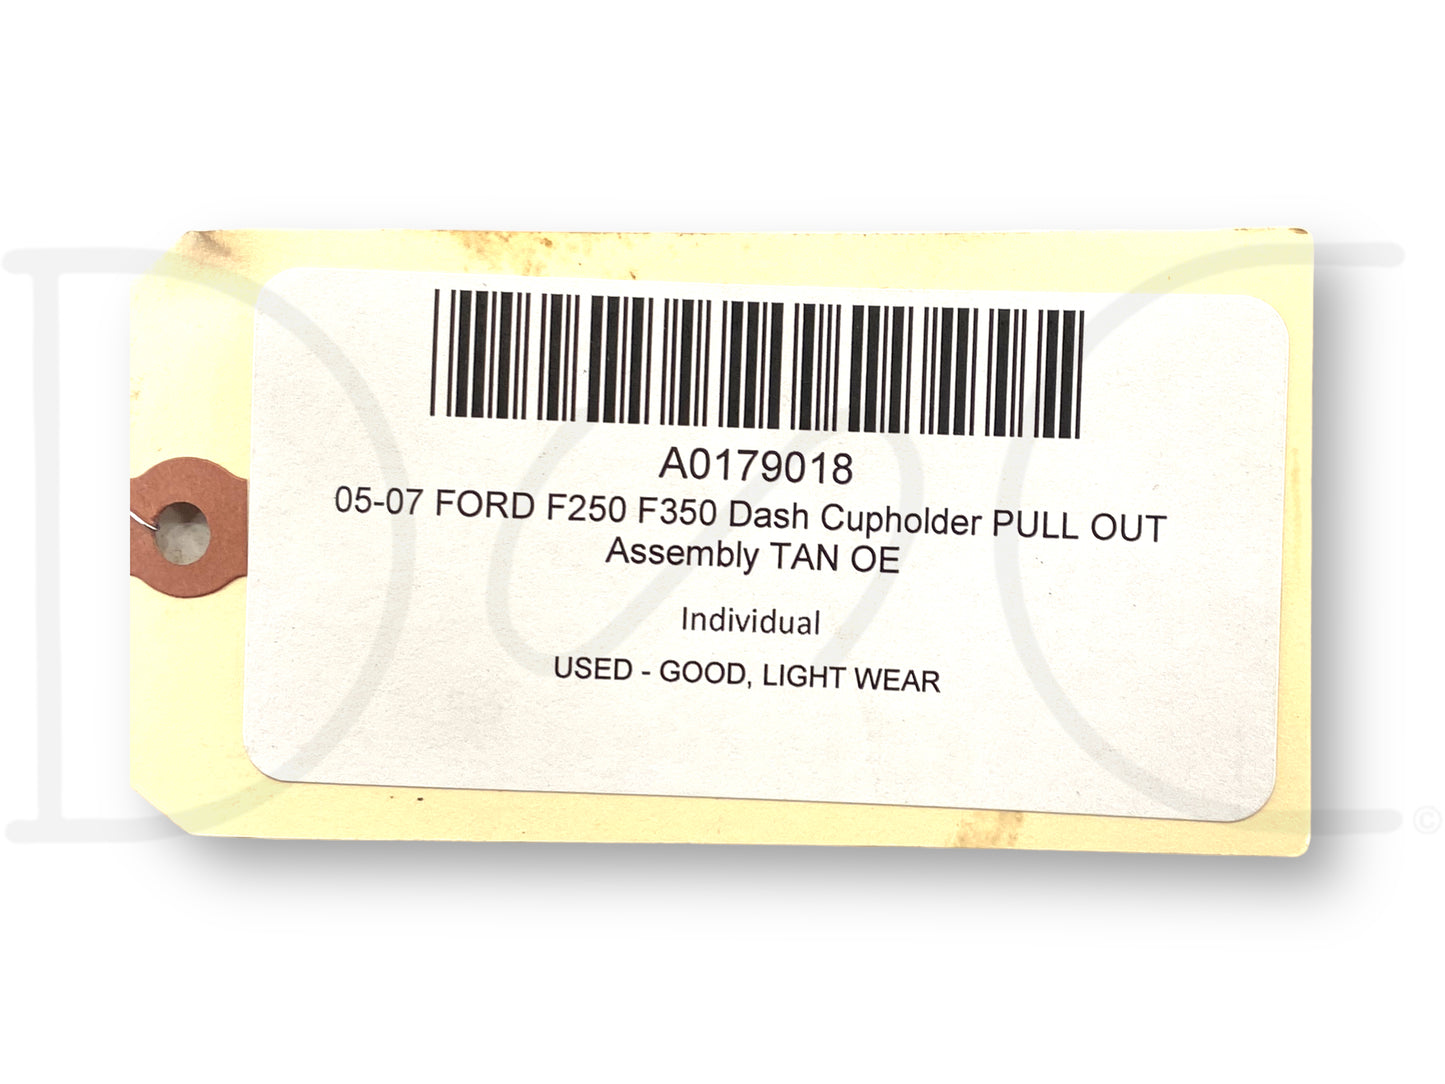 A0179018
05-07 FORD F250 F350 Dash Cupholder PULL OUT
Assembly TAN OE
Individual
USED - GOOD, LIGHT WEAR
©